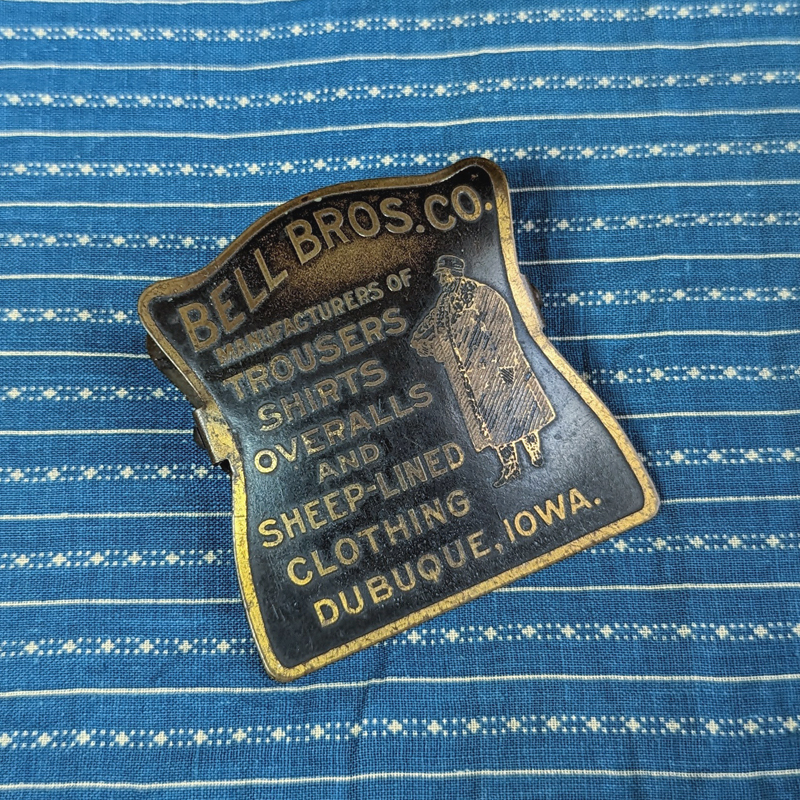 BELL BROS. CO.
MANUFACTURERS OF
TROUSERS
SHIRTS
OVERALLS
AND
SHEEP-LINED
CLOTHING
DUBUQUE, IOWA.